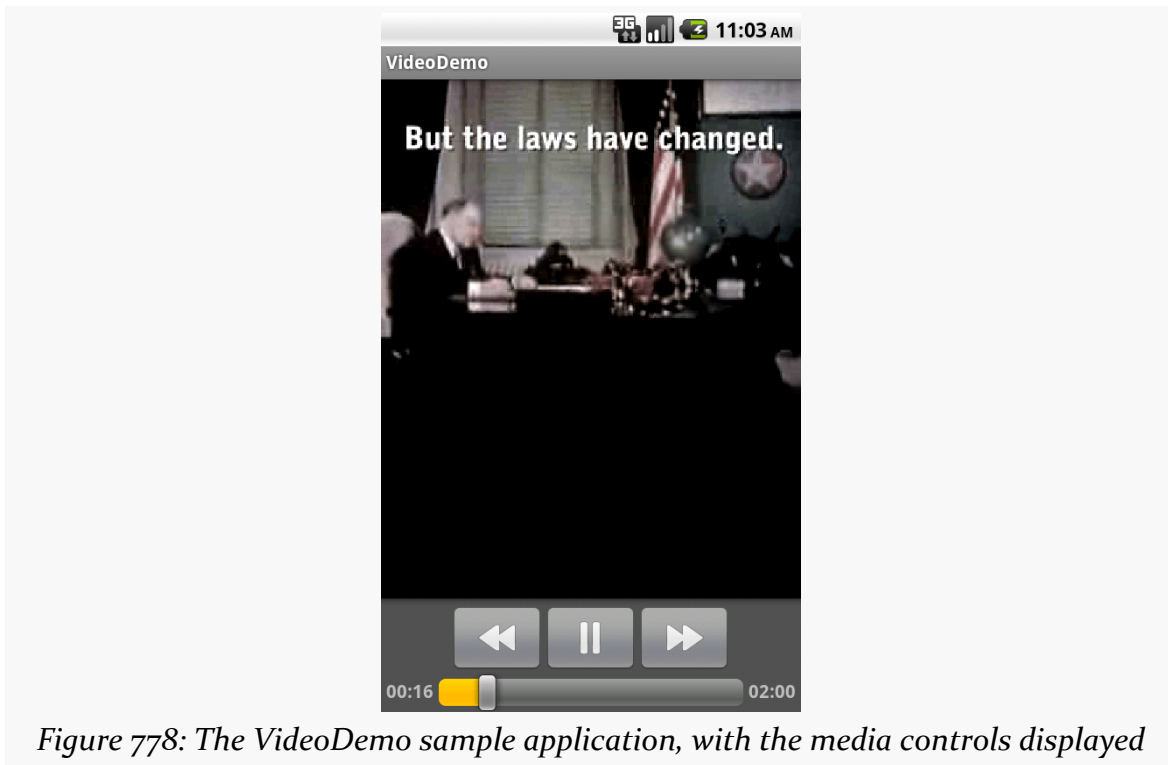 3G 11:03 AM
VideoDemo
But the laws have changed.
00:16 02:00
Figure 778: The VideoDemo sample application, with the media controls displayed